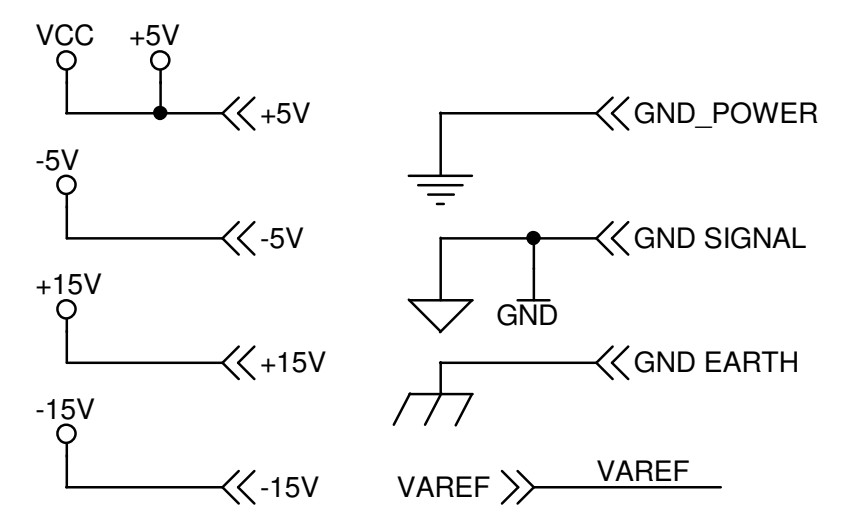 VCC
+5V
+5V
-5V
-5V
+15V
+15V
-15V
-15V
GND_POWER
GND SIGNAL
GND
GND EARTH
VAREF
VAREF